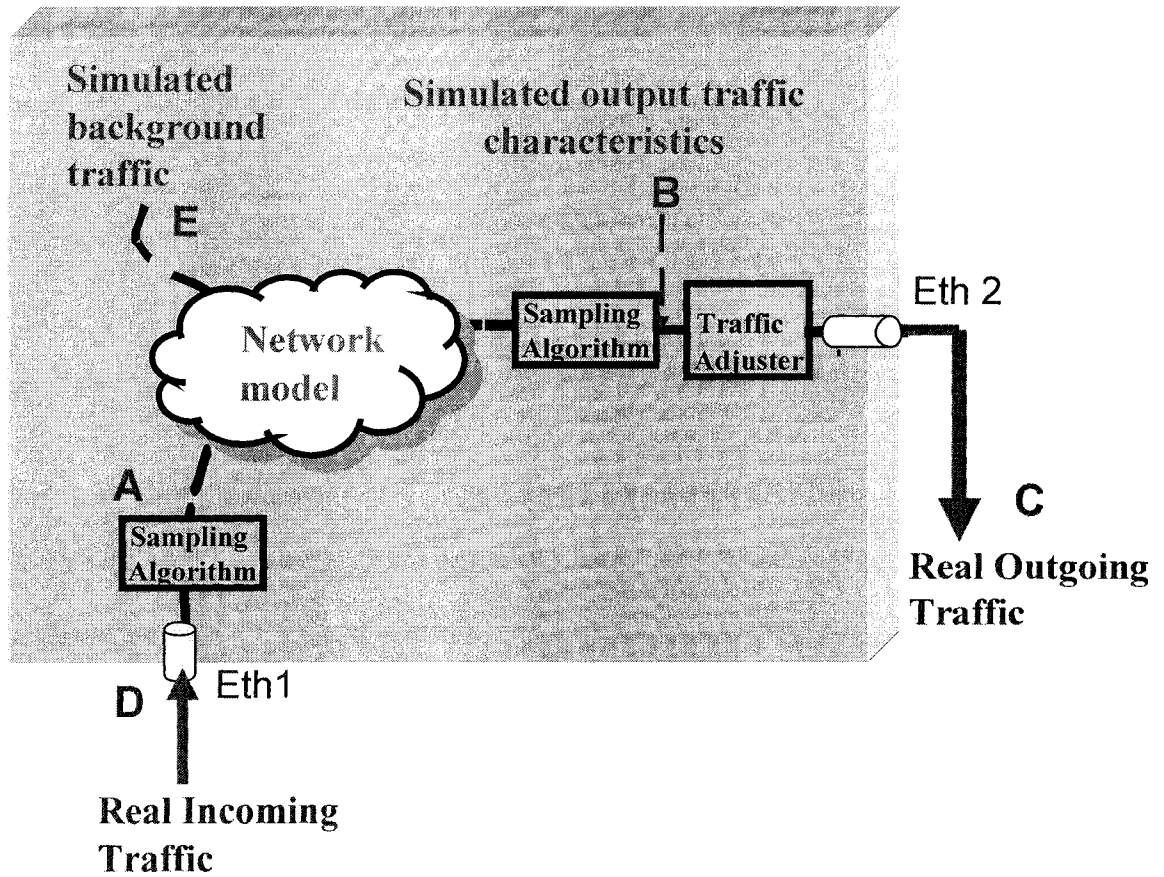 Simulated
background
traffic
E
Simulated output traffic
characteristics
B
Network
model
Sampling
Algorithm
Traffic
Adjuster
Eth 2
A
Sampling
Algorithm
C
Real Outgoing
Traffic
D
Eth1
Real Incoming
Traffic